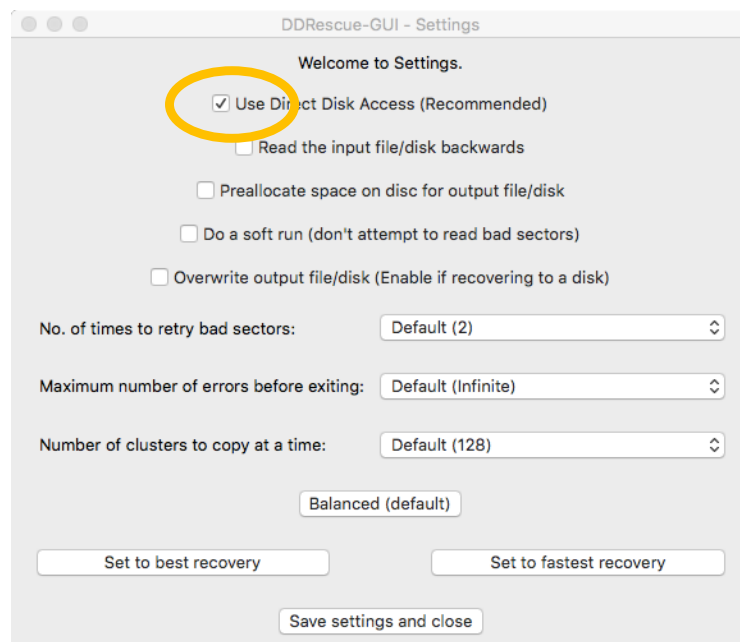 DDRescue-GUI - Settings
Welcome to Settings.
Use Direct Disk Access (Recommended)
Read the input file/disk backwards
Preallocate space on disc for output file/disk
Do a soft run (don't attempt to read bad sectors)
Overwrite output file/disk (Enable if recovering to a disk)
No. of times to retry bad sectors: Default (2)
Maximum number of errors before exiting: Default (Infinite)
Number of clusters to copy at a time: Default (128)
Balanced (default)
Set to best recovery Set to fastest recovery
Save settings and close